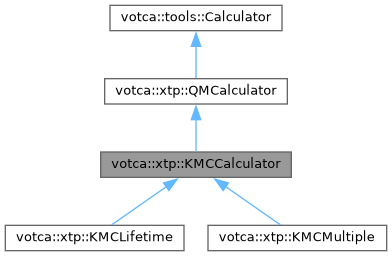 votca::tools::Calculator
votca::xtp::QMCalculator
votca::xtp::KMCCalculator
votca::xtp::KMCLifetime
votca::xtp::KMCMultiple